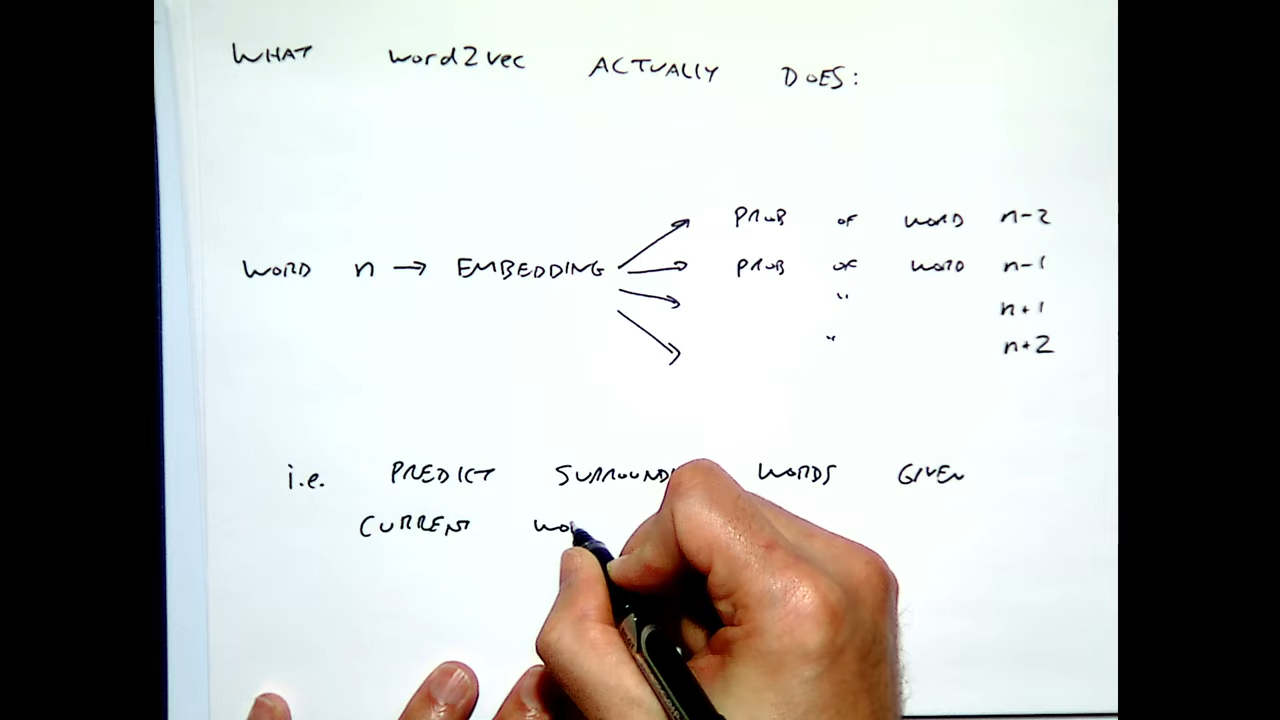 WHAT word2vec ACTUALLY DOES:
PROB OF WORD n-2
WORD n → EMBEDDING PROB OF WORD n-1
" n+1
" n+2
i.e. PREDICT WORDS GIVEN
CURRENT